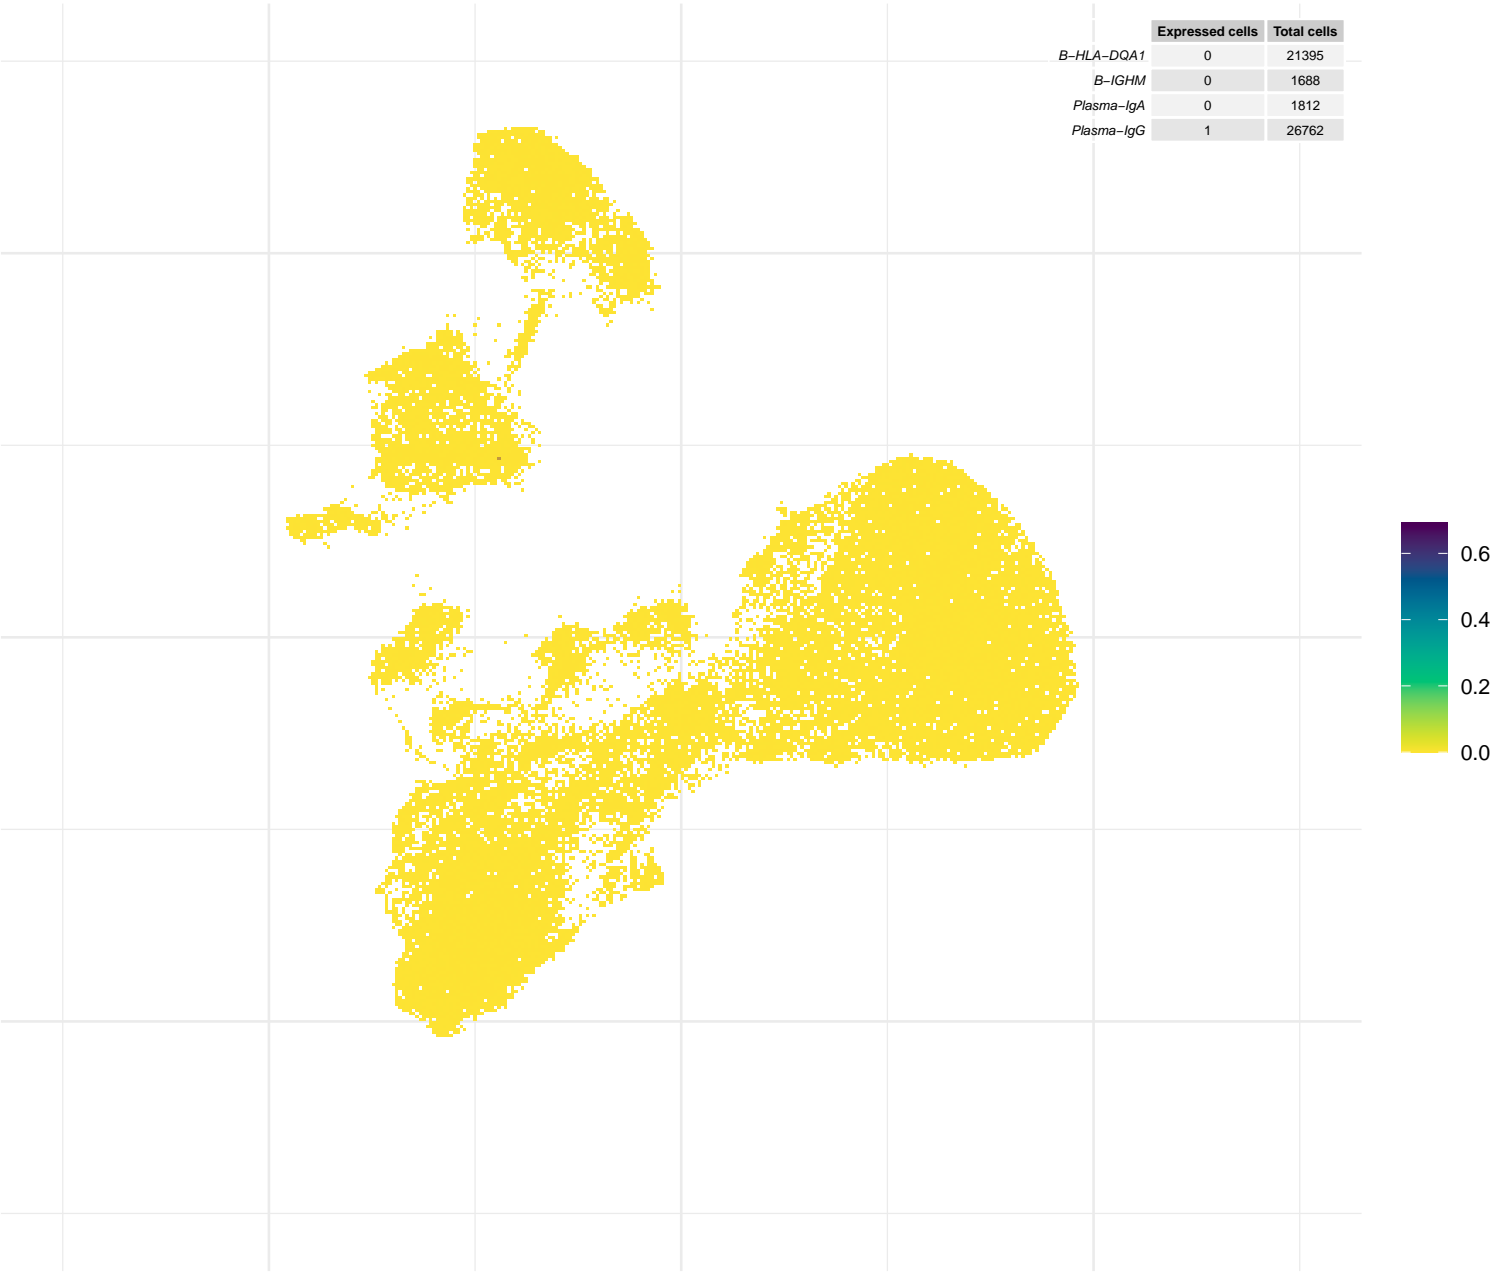 Expressed cells Total cells
B−HLA−DQA1 0 21395
B−IGHM 0 1688
Plasma−IgA 0 1812
Plasma−IgG 1 26762
0.6
0.4
0.2
0.0